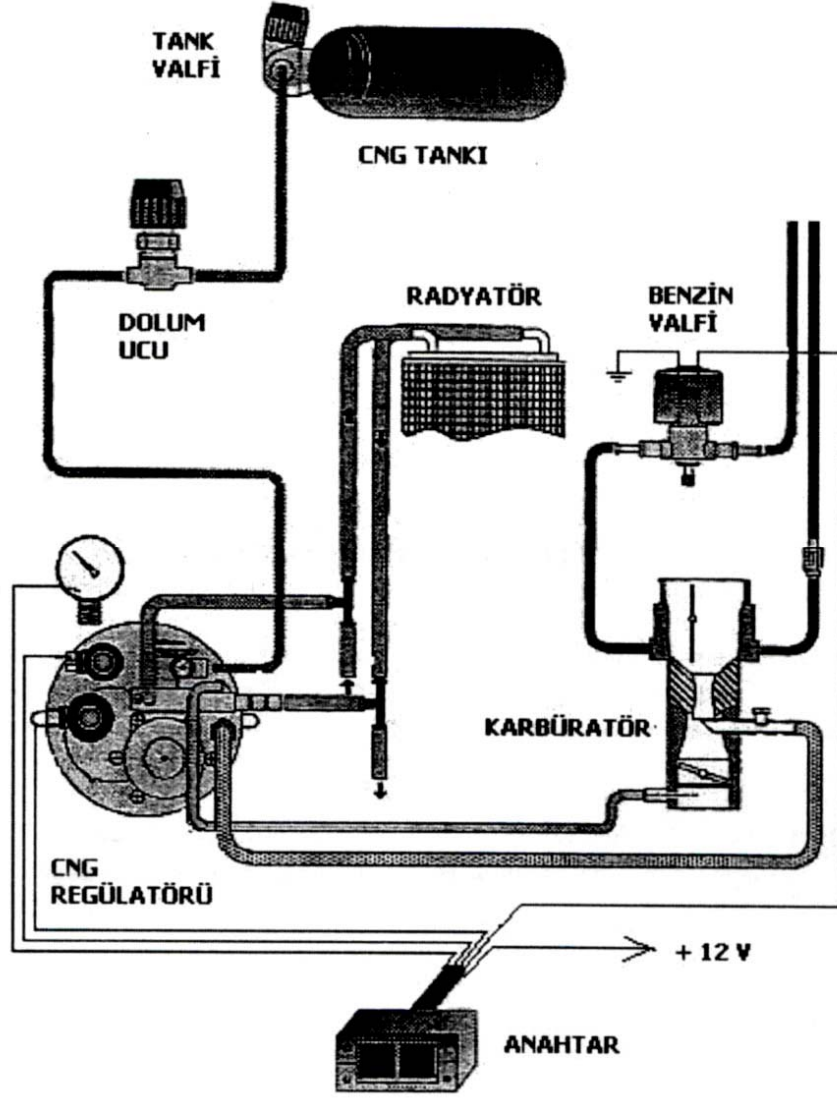 TANK
VALFİ
CNG TANKI
DOLUM
UCU
RADYATÖR
BENZİN
VALFİ
KARBÜRATÖR
CNG
REGÜLATÖRÜ
+ 12 V
ANAHTAR